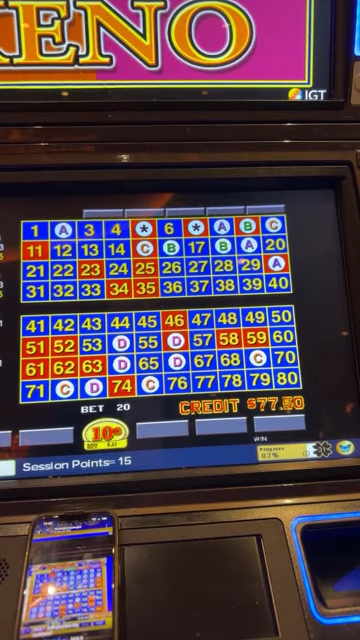 KENO
IGT
1 A 3 4 * 6 * A B C
11 12 13 14 C B 17 B A 20
21 22 23 24 25 26 27 28 29 A
31 32 33 34 35 36 37 38 39 40
41 42 43 44 45 46 47 48 49 50
51 52 53 D 55 D 57 58 59 60
61 62 63 D 65 D 67 68 C 70
71 C D 74 C 76 77 78 79 80
BET 20
CREDIT $77.50
10¢
WIN
Progress
82%
Session Points= 15